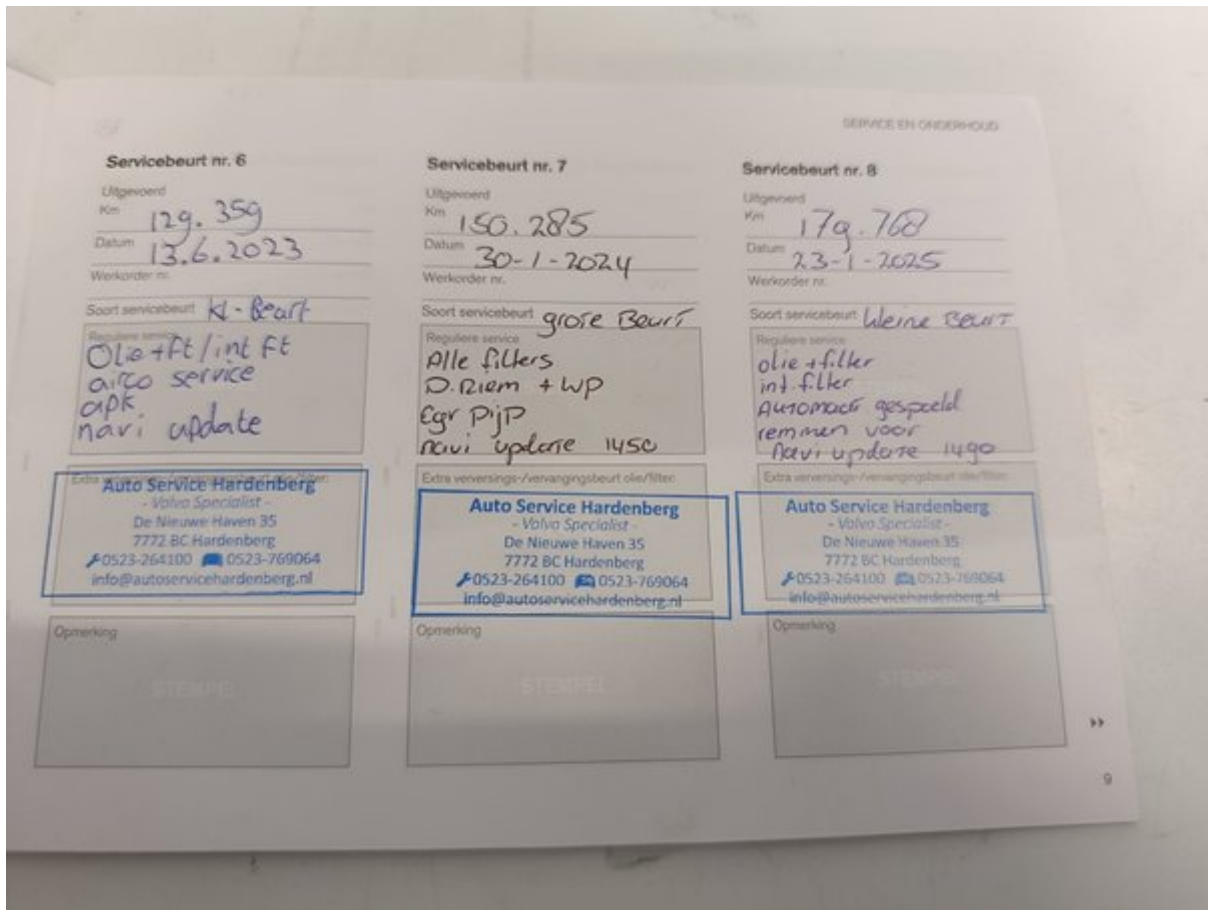 SERVICE EN ONDERHOUD
Servicebeurt nr. 6
Uitgevoerd
Km 129.359
Datum 13.6.2023
Werkorder nr.
Soort servicebeurt kl-Beurt
Reguliere service
Olie+ft/int ft
airco service
apk
navi update
Extra verversings-/vervangingsbeurt olie/filter:
Auto Service Hardenberg
- Volvo Specialist -
De Nieuwe Haven 35
7772 BC Hardenberg
0523-264100 0523-769064
info@autoservicehardenberg.nl
Opmerking
STEMPEL
Servicebeurt nr. 7
Uitgevoerd
Km 150.285
Datum 30-1-2024
Werkorder nr.
Soort servicebeurt grote Beurt
Reguliere service
Alle filters
D.Riem + WP
Egr Pijp
navi update 1450
Extra verversings-/vervangingsbeurt olie/filter:
Auto Service Hardenberg
- Volvo Specialist -
De Nieuwe Haven 35
7772 BC Hardenberg
0523-264100 0523-769064
info@autoservicehardenberg.nl
Opmerking
STEMPEL
Servicebeurt nr. 8
Uitgevoerd
Km 179.768
Datum 23-1-2025
Werkorder nr.
Soort servicebeurt kleine Beurt
Reguliere service
olie+filter
int.filter
Automaat gespoeld
remmen voor
Navi update 1490
Extra verversings-/vervangingsbeurt olie/filter:
Auto Service Hardenberg
- Volvo Specialist -
De Nieuwe Haven 35
7772 BC Hardenberg
0523-264100 0523-769064
info@autoservicehardenberg.nl
Opmerking
STEMPEL
9